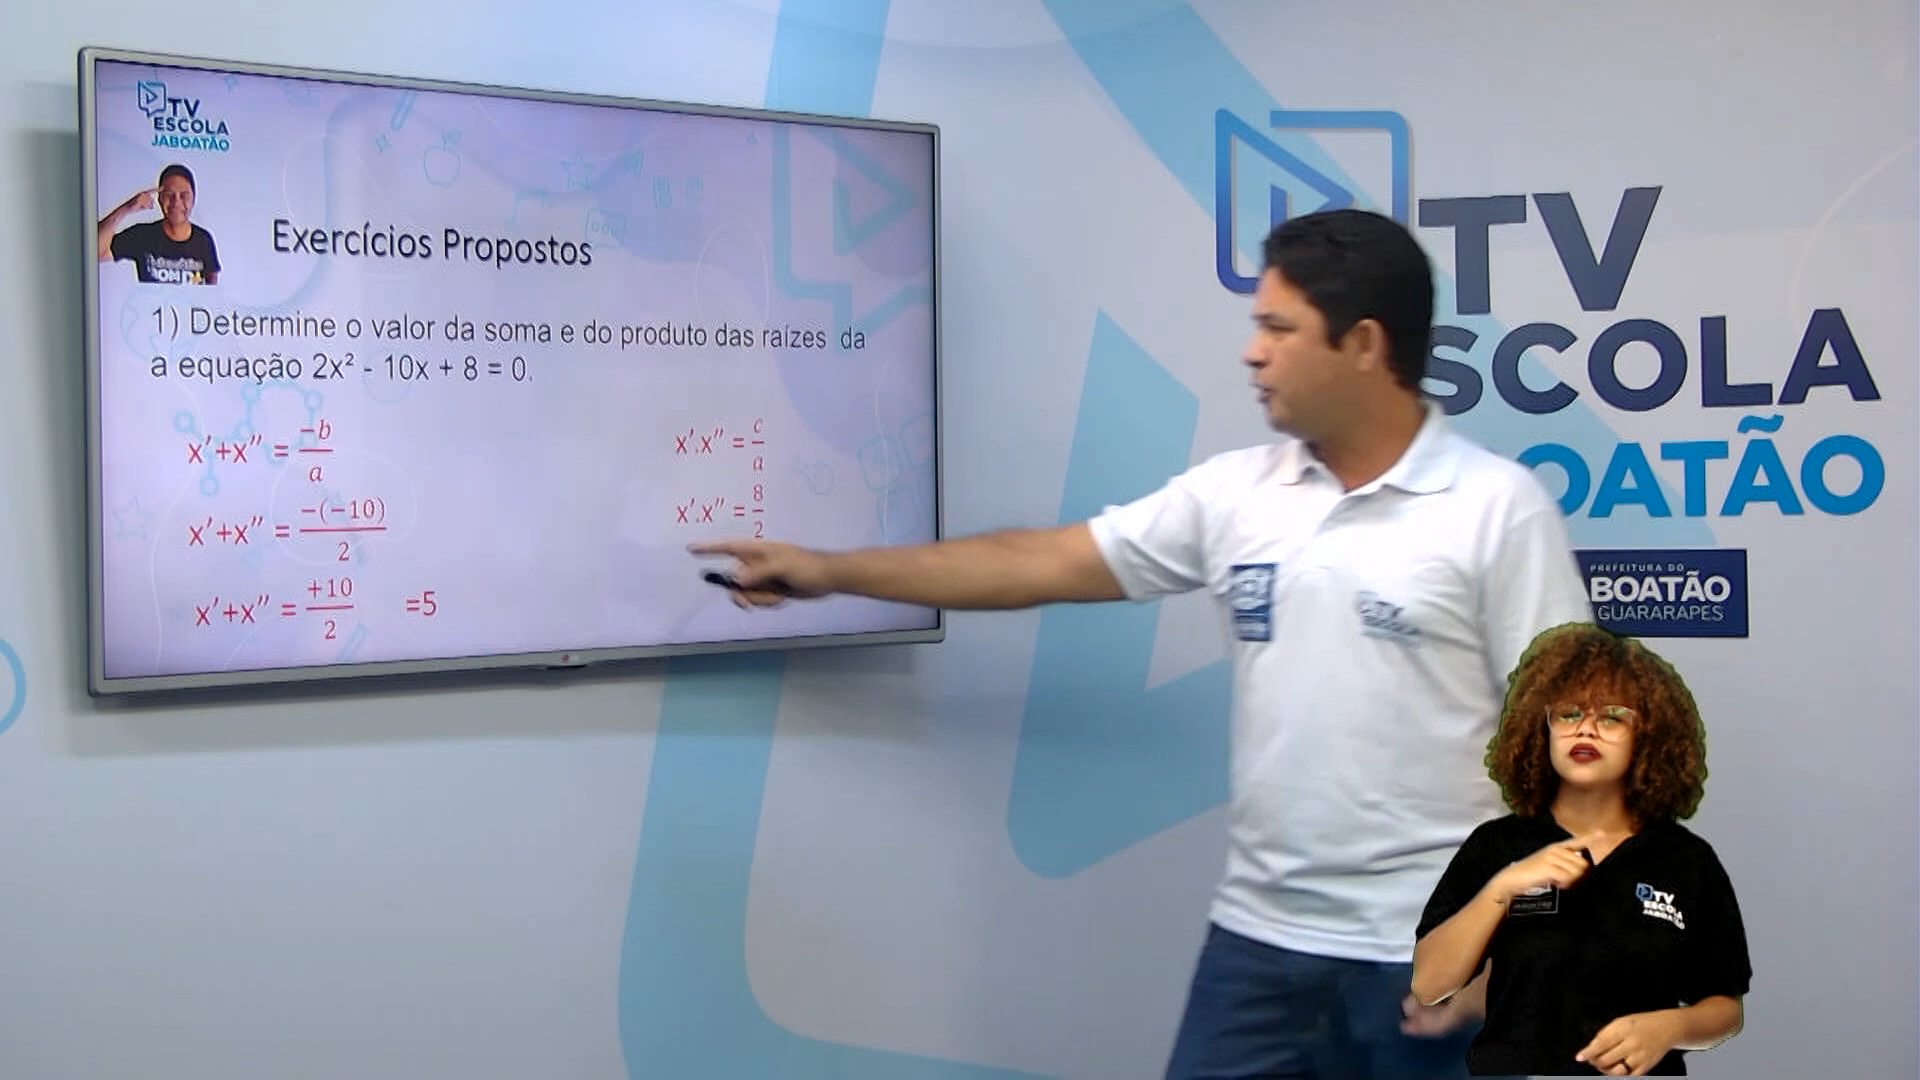 TV
ESCOLA
JABOATÃO
Exercícios Propostos
1) Determine o valor da soma e do produto das raízes da
a equação 2x² - 10x + 8 = 0.
x′+x″ = −b/a
x′+x″ = −(−10)/2
x′+x″ = +10/2 =5
x′.x″ = c/a
x′.x″ = 8/2
TV
SCOLA
OATÃO
PREFEITURA DO
BOATÃO
GUARARAPES
TV
ESCOLA
JABOATÃO